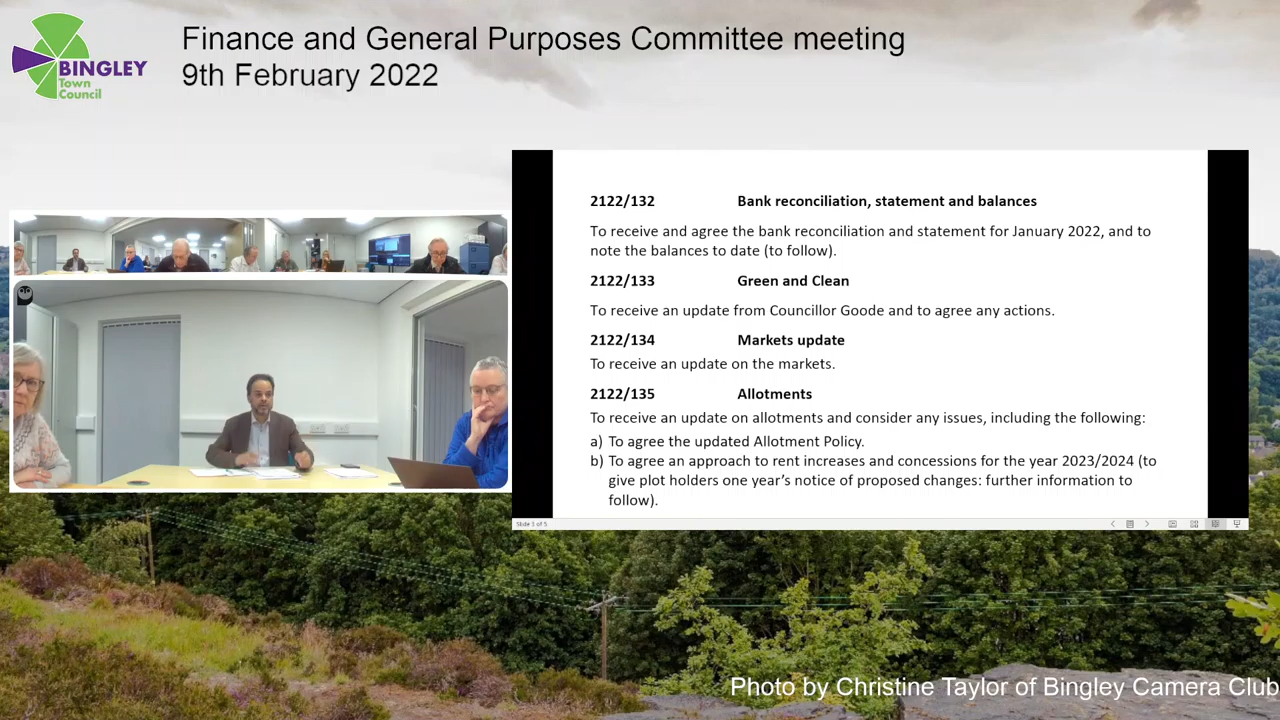 Finance and General Purposes Committee meeting
9th February 2022
BINGLEY
Town
Council
2122/132 Bank reconciliation, statement and balances
To receive and agree the bank reconciliation and statement for January 2022, and to
note the balances to date (to follow).
2122/133 Green and Clean
To receive an update from Councillor Goode and to agree any actions.
2122/134 Markets update
To receive an update on the markets.
2122/135 Allotments
To receive an update on allotments and consider any issues, including the following:
a) To agree the updated Allotment Policy.
b) To agree an approach to rent increases and concessions for the year 2023/2024 (to
give plot holders one year's notice of proposed changes: further information to
follow).
Photo by Christine Taylor of Bingley Camera Club